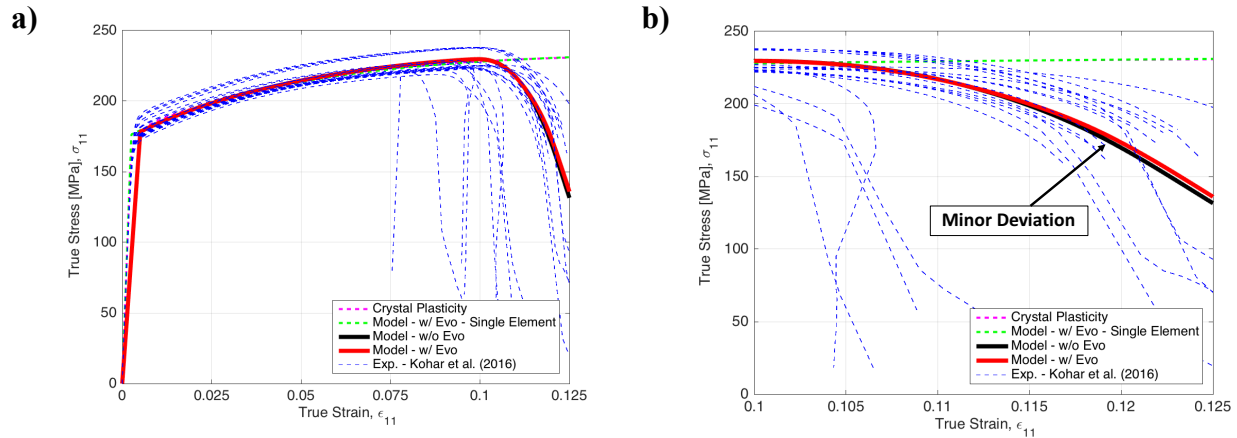 a)
250
200
150
100
50
0
True Stress [MPa], σ11
0 0.025 0.05 0.075 0.1 0.125
True Strain, ϵ11
Crystal Plasticity
Model - w/ Evo - Single Element
Model - w/o Evo
Model - w/ Evo
Exp. - Kohar et al. (2016)
b)
250
200
150
100
50
0
True Stress [MPa], σ11
0.1 0.105 0.11 0.115 0.12 0.125
True Strain, ϵ11
Minor Deviation
Crystal Plasticity
Model - w/ Evo - Single Element
Model - w/o Evo
Model - w/ Evo
Exp. - Kohar et al. (2016)